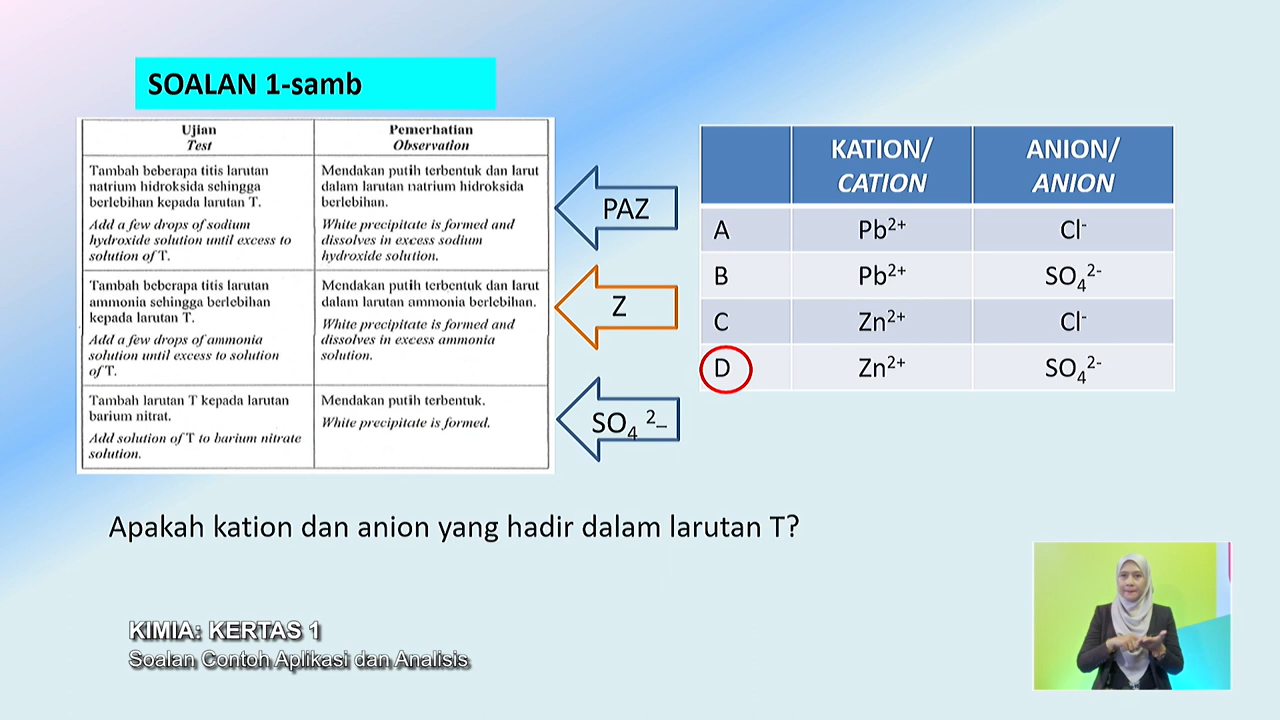 SOALAN 1-samb
Ujian
Test
Pemerhatian
Observation
Tambah beberapa titis larutan
natrium hidroksida sehingga
berlebihan kepada larutan T.
Add a few drops of sodium
hydroxide solution until excess to
solution of T.
Mendakan putih terbentuk dan larut
dalam larutan natrium hidroksida
berlebihan.
White precipitate is formed and
dissolves in excess sodium
hydroxide solution.
Tambah beberapa titis larutan
ammonia sehingga berlebihan
kepada larutan T.
Add a few drops of ammonia
solution until excess to solution
of T.
Mendakan putih terbentuk dan larut
dalam larutan ammonia berlebihan.
White precipitate is formed and
dissolves in excess ammonia
solution.
Tambah larutan T kepada larutan
barium nitrat.
Add solution of T to barium nitrate
solution.
Mendakan putih terbentuk.
White precipitate is formed.
PAZ
Z
SO₄ ²–
KATION/
CATION
ANION/
ANION
A Pb²⁺ Cl⁻
B Pb²⁺ SO₄²⁻
C Zn²⁺ Cl⁻
D Zn²⁺ SO₄²⁻
Apakah kation dan anion yang hadir dalam larutan T?
KIMIA: KERTAS 1
Soalan Contoh Aplikasi dan Analisis